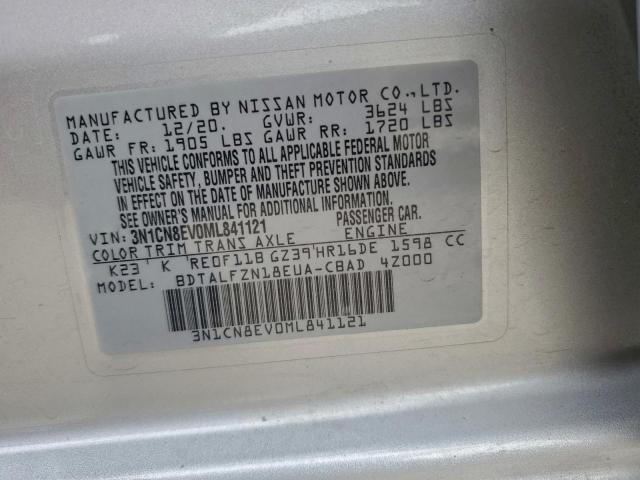 MANUFACTURED BY NISSAN MOTOR CO.,LTD.
DATE: 12/20. GVWR: 3624 LBS
GAWR FR: 1905 LBS GAWR RR: 1720 LBS
THIS VEHICLE CONFORMS TO ALL APPLICABLE FEDERAL MOTOR
VEHICLE SAFETY, BUMPER AND THEFT PREVENTION STANDARDS
IN EFFECT ON THE DATE OF MANUFACTURE SHOWN ABOVE.
SEE OWNER'S MANUAL FOR ADDITIONAL INFORMATION.
VIN: 3N1CN8EV0ML841121 PASSENGER CAR.
COLOR TRIM TRANS AXLE ENGINE
K23 K RE0F11B GZ39 HR16DE 1598 CC
MODEL: BDTALFZN18EUA-CBAD 4Z000
3N1CN8EV0ML841121